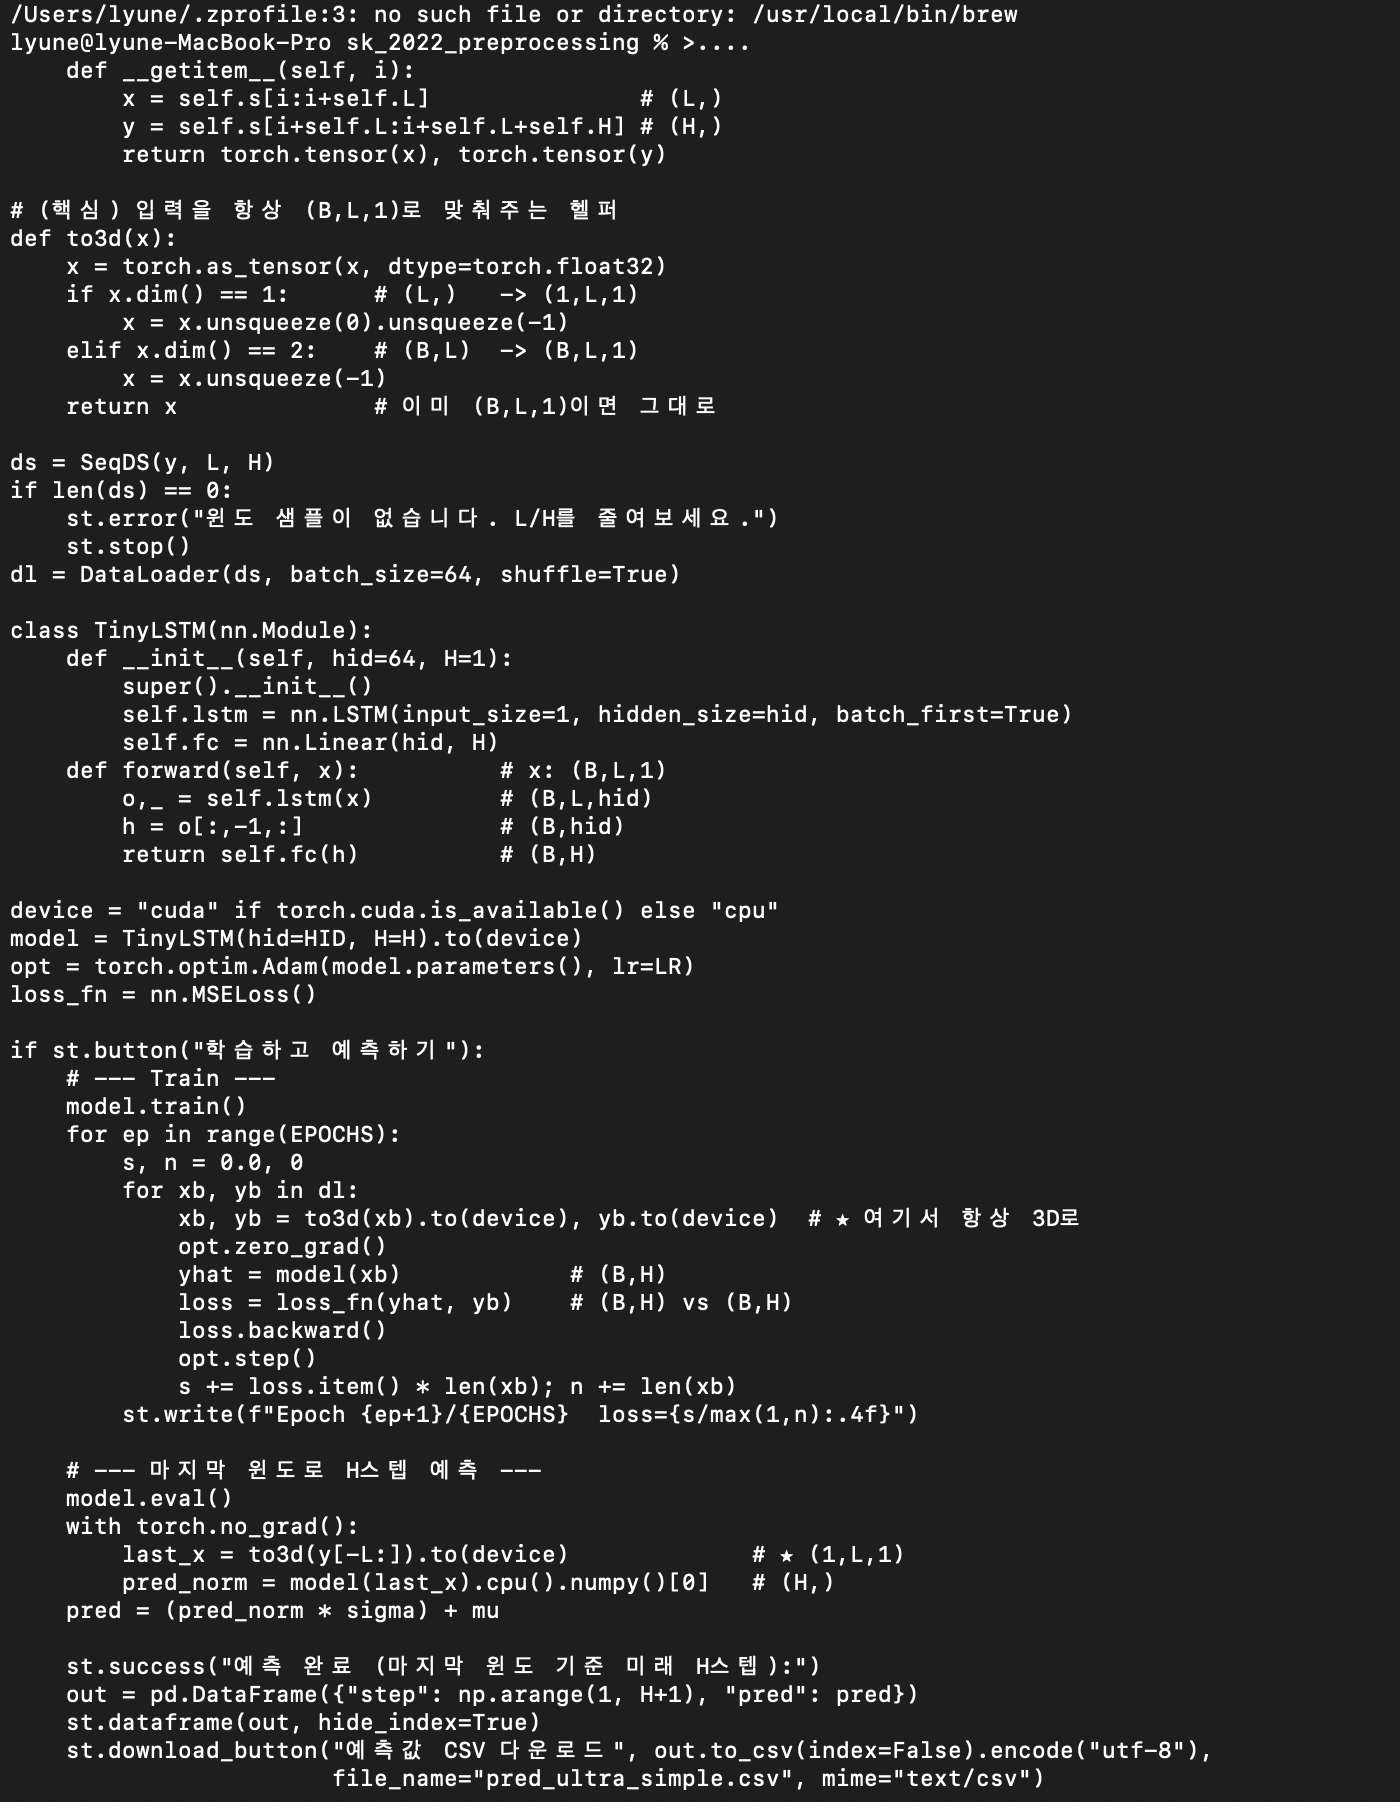 /Users/lyune/.zprofile:3: no such file or directory: /usr/local/bin/brew
lyune@lyune-MacBook-Pro sk_2022_preprocessing % >....
    def __getitem__(self, i):
        x = self.s[i:i+self.L]               # (L,)
        y = self.s[i+self.L:i+self.L+self.H] # (H,)
        return torch.tensor(x), torch.tensor(y)

# (핵심) 입력을 항상 (B,L,1)로 맞춰주는 헬퍼
def to3d(x):
    x = torch.as_tensor(x, dtype=torch.float32)
    if x.dim() == 1:      # (L,)   -> (1,L,1)
        x = x.unsqueeze(0).unsqueeze(-1)
    elif x.dim() == 2:    # (B,L)  -> (B,L,1)
        x = x.unsqueeze(-1)
    return x              # 이미 (B,L,1)이면 그대로

ds = SeqDS(y, L, H)
if len(ds) == 0:
    st.error("윈도 샘플이 없습니다. L/H를 줄여보세요.")
    st.stop()
dl = DataLoader(ds, batch_size=64, shuffle=True)

class TinyLSTM(nn.Module):
    def __init__(self, hid=64, H=1):
        super().__init__()
        self.lstm = nn.LSTM(input_size=1, hidden_size=hid, batch_first=True)
        self.fc = nn.Linear(hid, H)
    def forward(self, x):          # x: (B,L,1)
        o,_ = self.lstm(x)         # (B,L,hid)
        h = o[:,-1,:]              # (B,hid)
        return self.fc(h)          # (B,H)

device = "cuda" if torch.cuda.is_available() else "cpu"
model = TinyLSTM(hid=HID, H=H).to(device)
opt = torch.optim.Adam(model.parameters(), lr=LR)
loss_fn = nn.MSELoss()

if st.button("학습하고 예측하기"):
    # --- Train ---
    model.train()
    for ep in range(EPOCHS):
        s, n = 0.0, 0
        for xb, yb in dl:
            xb, yb = to3d(xb).to(device), yb.to(device)  # ★ 여기서 항상 3D로
            opt.zero_grad()
            yhat = model(xb)            # (B,H)
            loss = loss_fn(yhat, yb)    # (B,H) vs (B,H)
            loss.backward()
            opt.step()
            s += loss.item() * len(xb); n += len(xb)
        st.write(f"Epoch {ep+1}/{EPOCHS}  loss={s/max(1,n):.4f}")

    # --- 마지막 윈도로 H스텝 예측 ---
    model.eval()
    with torch.no_grad():
        last_x = to3d(y[-L:]).to(device)             # ★ (1,L,1)
        pred_norm = model(last_x).cpu().numpy()[0]   # (H,)
    pred = (pred_norm * sigma) + mu

    st.success("예측 완료 (마지막 윈도 기준 미래 H스텝):")
    out = pd.DataFrame({"step": np.arange(1, H+1), "pred": pred})
    st.dataframe(out, hide_index=True)
    st.download_button("예측값 CSV 다운로드", out.to_csv(index=False).encode("utf-8"),
                       file_name="pred_ultra_simple.csv", mime="text/csv")